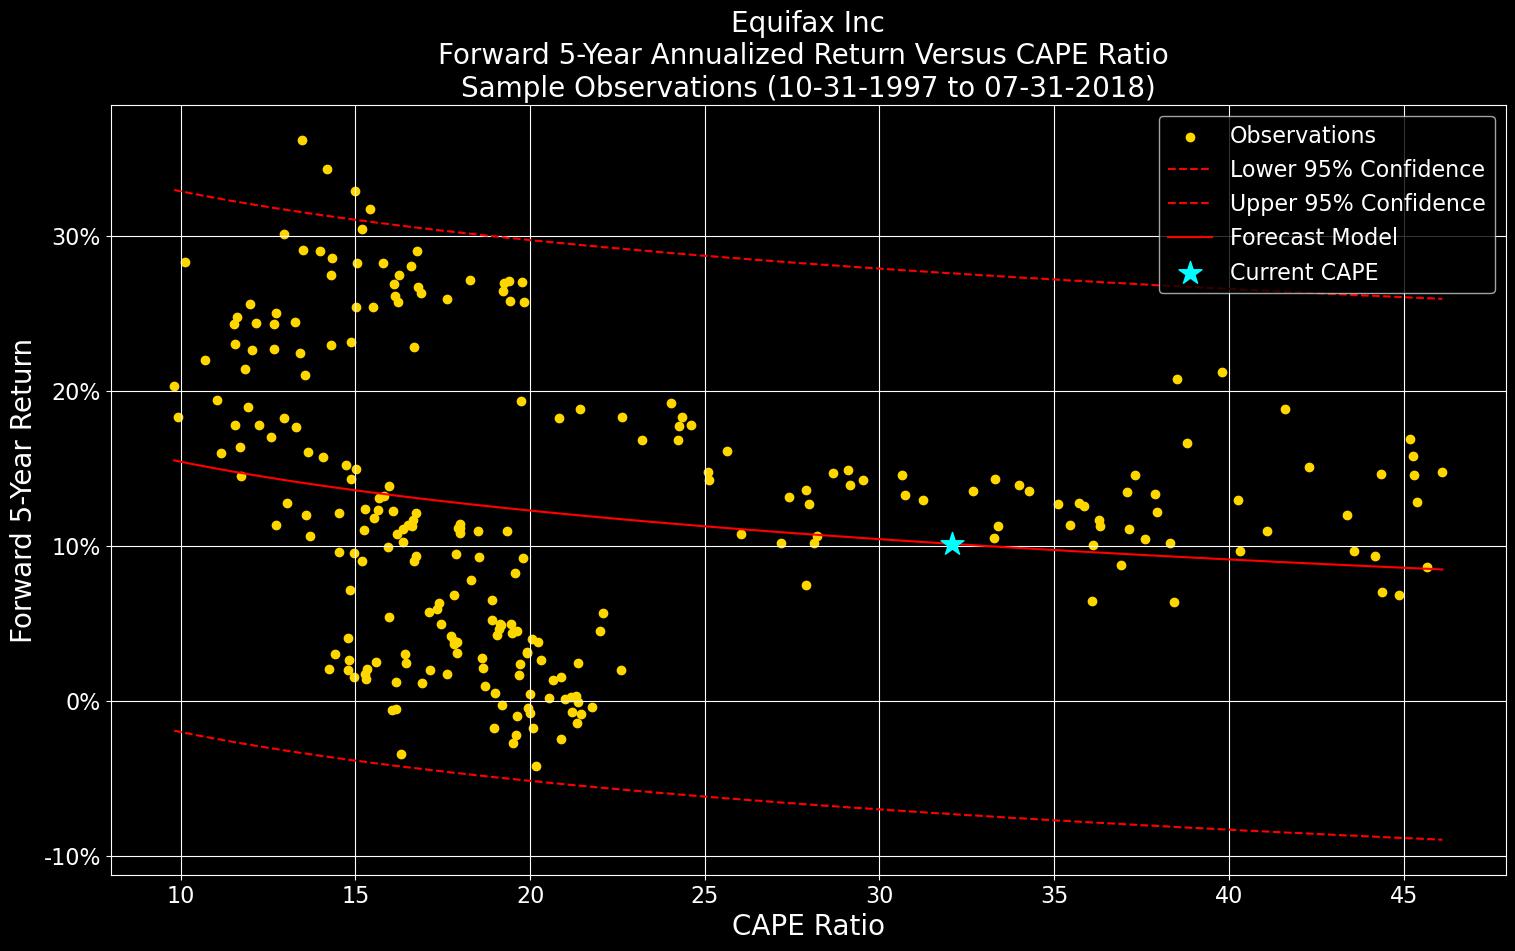 Equifax Inc
Forward 5-Year Annualized Return Versus CAPE Ratio
Sample Observations (10-31-1997 to 07-31-2018)
Observations
Lower 95% Confidence
Upper 95% Confidence
Forecast Model
Current CAPE
Forward 5-Year Return
30%
20%
10%
0%
-10%
10 15 20 25 30 35 40 45
CAPE Ratio